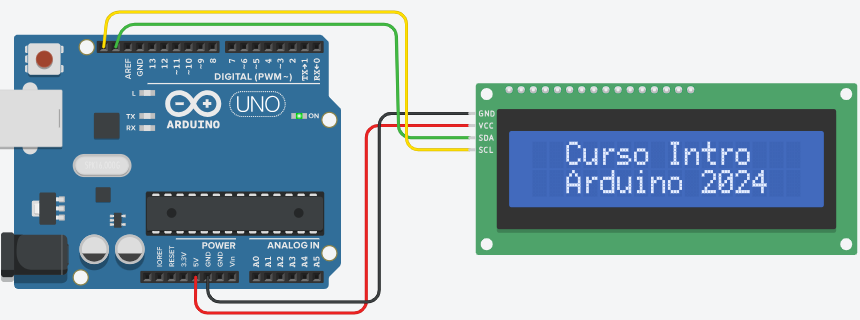 AREF
GND
13
12
~11
~10
~9
8
7
~6
~5
4
~3
2
TX→1
RX←0
DIGITAL (PWM~)
L
TX
RX
ARDUINO
UNO
ON
GND
VCC
SDA
SCL
Curso Intro
Arduino 2024
POWER
ANALOG IN
IOREF
RESET
3.3V
5V
GND
GND
Vin
A0
A1
A2
A3
A4
A5